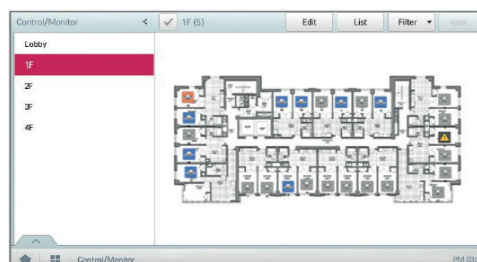 Control/Monitor
1F (5)
Edit
List
Filter
Icon
Lobby
1F
2F
3F
4F
Control/Monitor